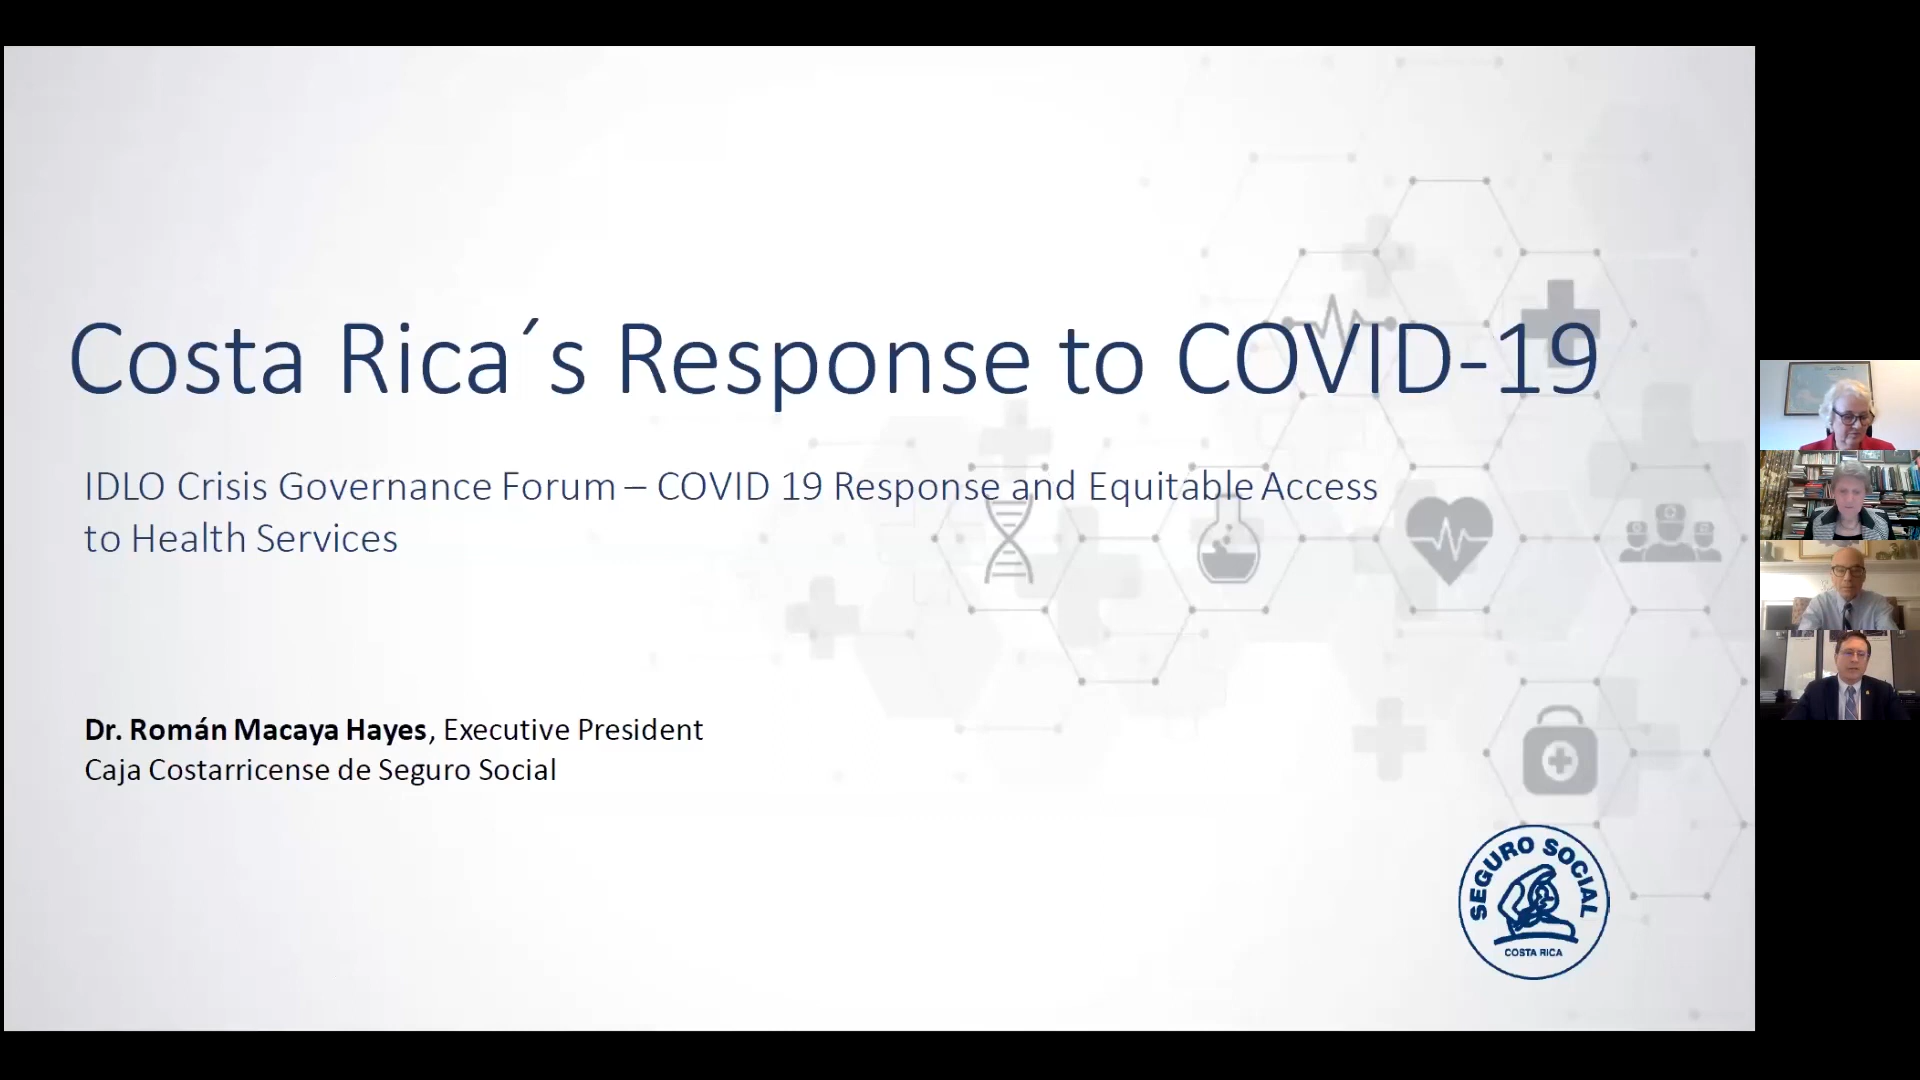 Costa Rica´s Response to COVID-19
IDLO Crisis Governance Forum – COVID 19 Response and Equitable Access
to Health Services
Dr. Román Macaya Hayes, Executive President
Caja Costarricense de Seguro Social
SEGURO SOCIAL
COSTA RICA